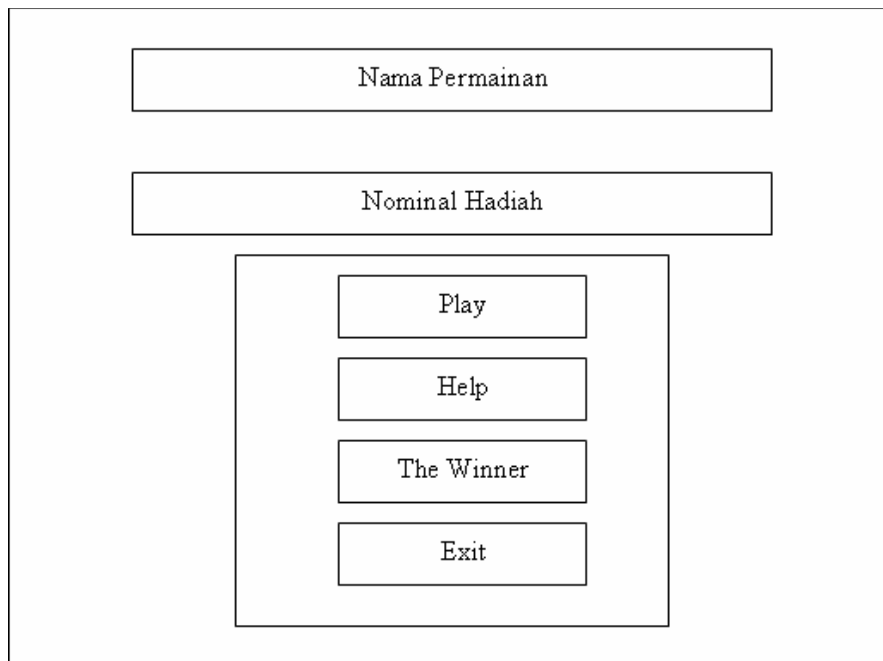 Nama Permainan
Nominal Hadiah
Play
Help
The Winner
Exit